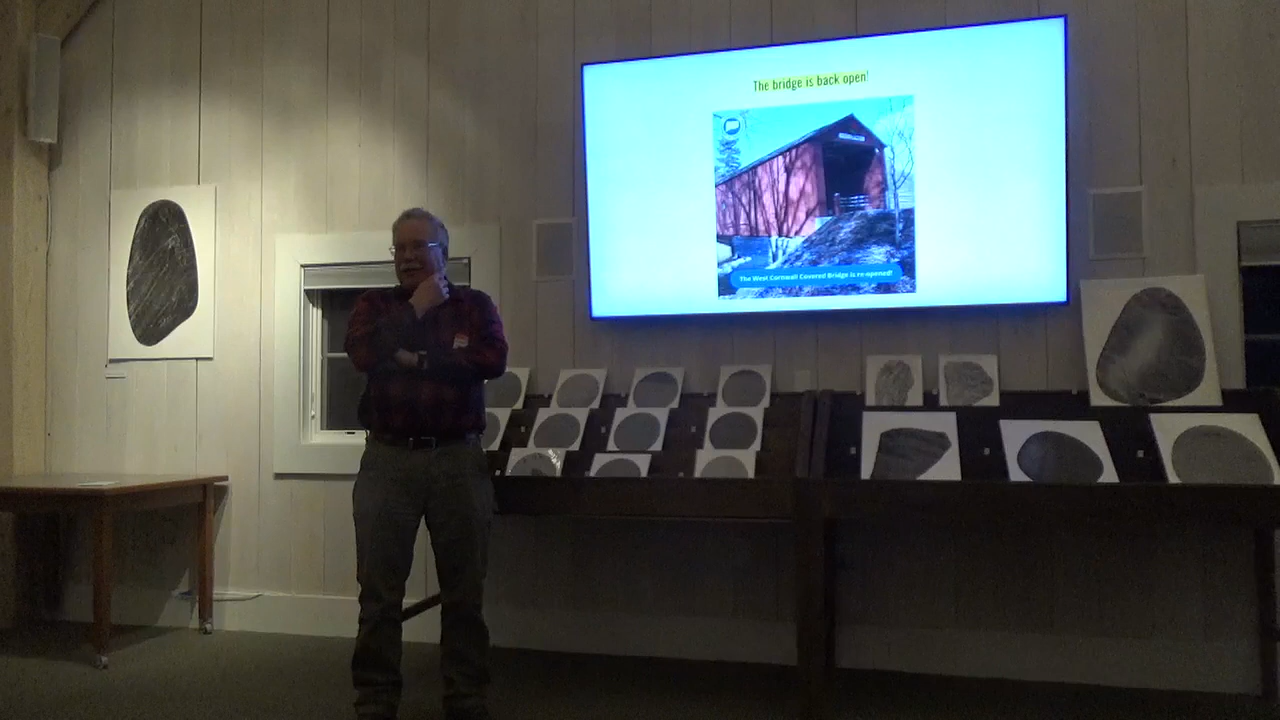 The bridge is back open!
The West Cornwall Covered Bridge is re-opened!